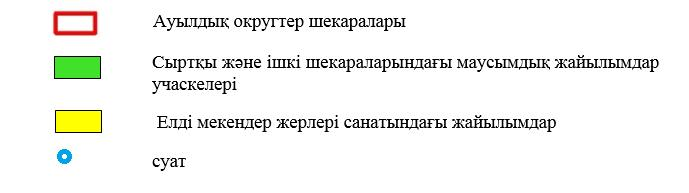 Ауылдық округтер шекаралары
Сыртқы және ішкі шекараларындағы маусымдық жайылымдар
учаскелері
Елді мекендер жерлері санатындағы жайылымдар
суат